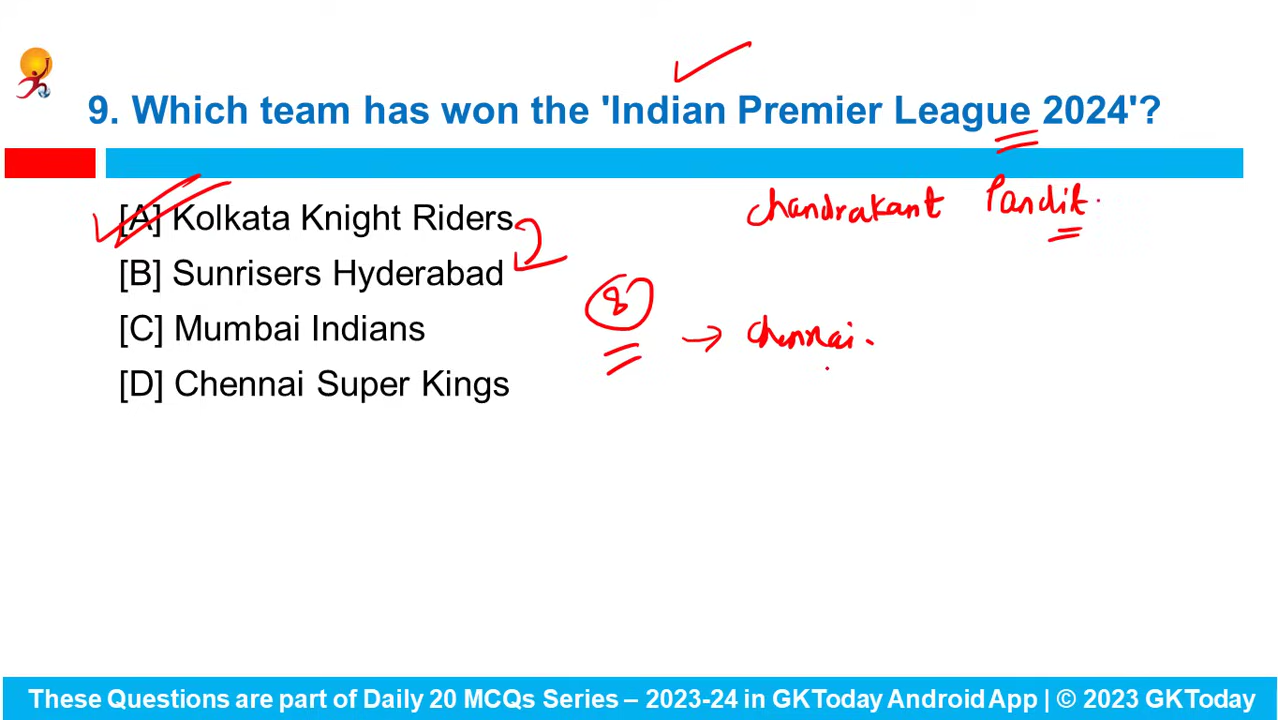 9. Which team has won the 'Indian Premier League 2024'?
[A] Kolkata Knight Riders
Chandrakant Pandit.
[B] Sunrisers Hyderabad
8
[C] Mumbai Indians
→ Chennai.
[D] Chennai Super Kings
These Questions are part of Daily 20 MCQs Series – 2023-24 in GKToday Android App | © 2023 GKToday